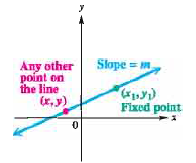 y
Any other
point on
the line
(x, y)
Slope = m
(x₁, y₁)
Fixed point
x
0